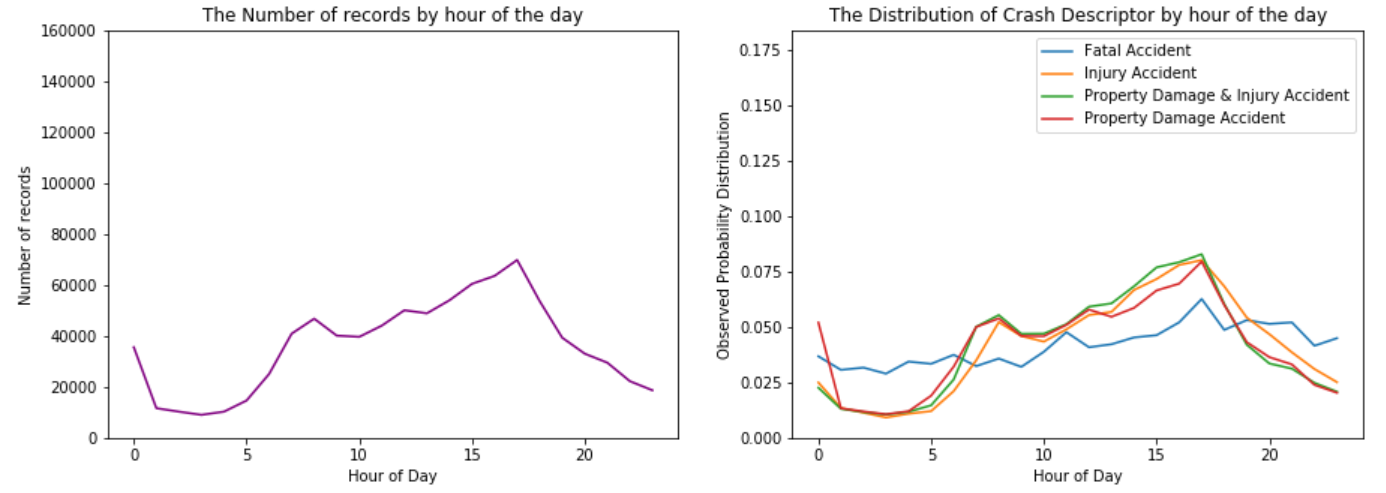 The Number of records by hour of the day
160000
140000
120000
100000
80000
60000
40000
20000
0
Number of records
0 5 10 15 20
Hour of Day
The Distribution of Crash Descriptor by hour of the day
Fatal Accident
Injury Accident
Property Damage & Injury Accident
Property Damage Accident
0.175
0.150
0.125
0.100
0.075
0.050
0.025
0.000
Observed Probability Distribution
0 5 10 15 20
Hour of Day